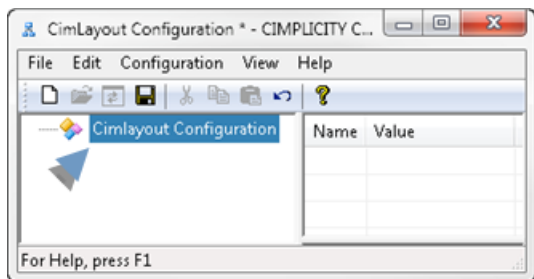 CimLayout Configuration * - CIMPLICITY C...
File Edit Configuration View Help
Cimlayout Configuration
Name Value
For Help, press F1